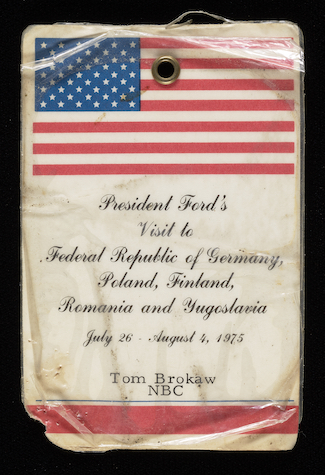 President Ford's
Visit to
Federal Republic of Germany,
Poland, Finland,
Romania and Yugoslavia
July 26 - August 4, 1975
Tom Brokaw
NBC